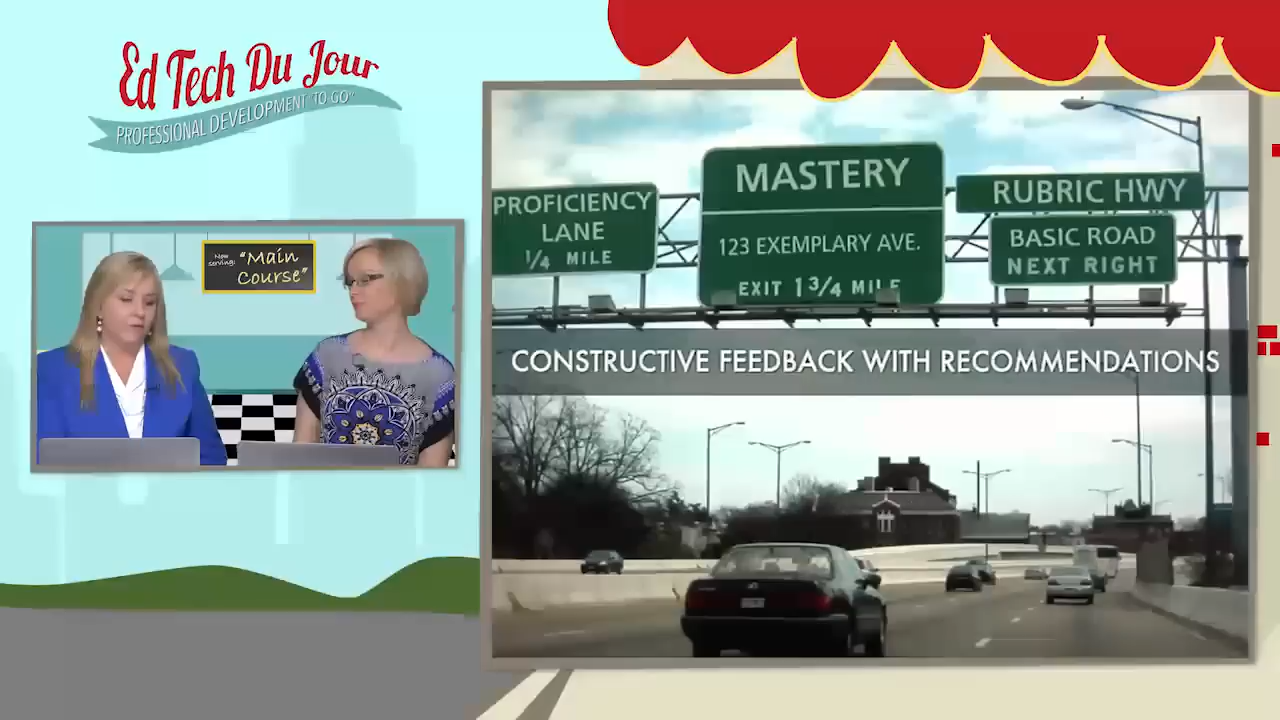 Ed Tech Du Jour
PROFESSIONAL DEVELOPMENT "TO GO"
Now
serving:
"Main
Course"
PROFICIENCY
LANE
1/4 MILE
MASTERY
123 EXEMPLARY AVE.
EXIT 1 3/4 MILE
RUBRIC HWY
BASIC ROAD
NEXT RIGHT
CONSTRUCTIVE FEEDBACK WITH RECOMMENDATIONS